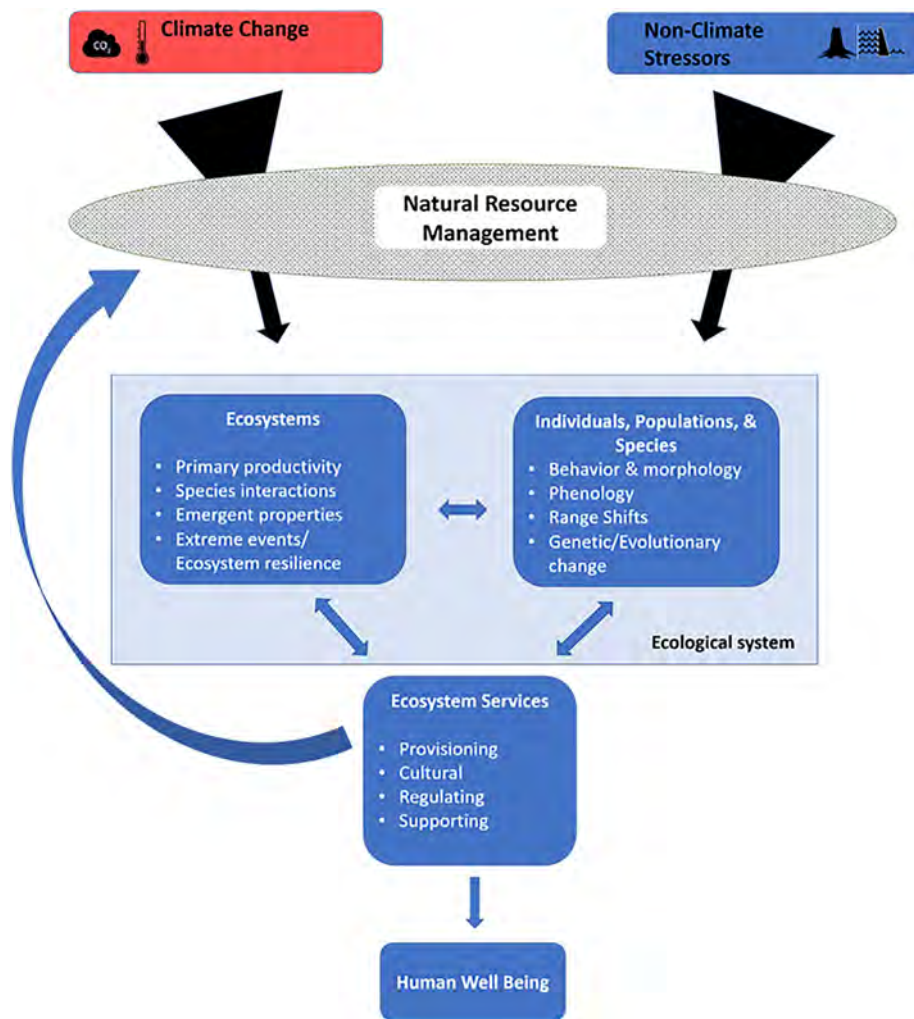 Climate Change
CO2
Non-Climate
Stressors
Natural Resource
Management
Ecosystems
• Primary productivity
• Species interactions
• Emergent properties
• Extreme events/
Ecosystem resilience
Individuals, Populations, &
Species
• Behavior & morphology
• Phenology
• Range Shifts
• Genetic/Evolutionary
change
Ecological system
Ecosystem Services
• Provisioning
• Cultural
• Regulating
• Supporting
Human Well Being